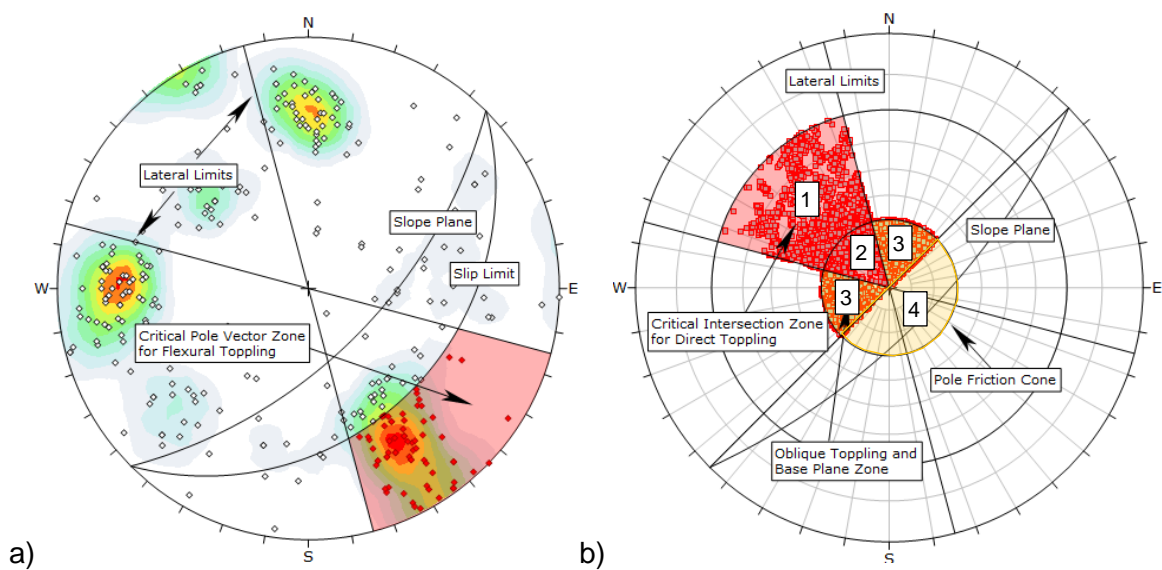 N
Lateral Limits
Slope Plane
Slip Limit
W
E
Critical Pole Vector Zone
for Flexural Toppling
S
a)
N
Lateral Limits
1
Slope Plane
2
3
W
E
3
4
Critical Intersection Zone
for Direct Toppling
Pole Friction Cone
Oblique Toppling and
Base Plane Zone
S
b)